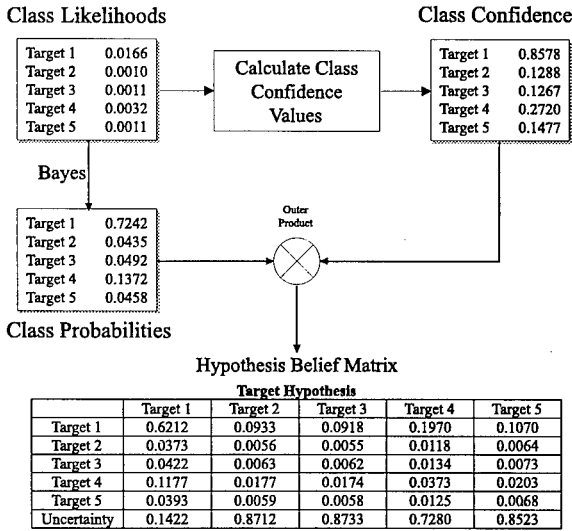 Class Likelihoods
Class Confidence
Target 1 0.0166
Target 2 0.0010
Target 3 0.0011
Target 4 0.0032
Target 5 0.0011
Calculate Class
Confidence
Values
Target 1 0.8578
Target 2 0.1288
Target 3 0.1267
Target 4 0.2720
Target 5 0.1477
Bayes
Outer
Product
Target 1 0.7242
Target 2 0.0435
Target 3 0.0492
Target 4 0.1372
Target 5 0.0458
Class Probabilities
Hypothesis Belief Matrix
Target Hypothesis
Target 1 Target 2 Target 3 Target 4 Target 5
Target 1 0.6212 0.0933 0.0918 0.1970 0.1070
Target 2 0.0373 0.0056 0.0055 0.0118 0.0064
Target 3 0.0422 0.0063 0.0062 0.0134 0.0073
Target 4 0.1177 0.0177 0.0174 0.0373 0.0203
Target 5 0.0393 0.0059 0.0058 0.0125 0.0068
Uncertainty 0.1422 0.8712 0.8733 0.7280 0.8523